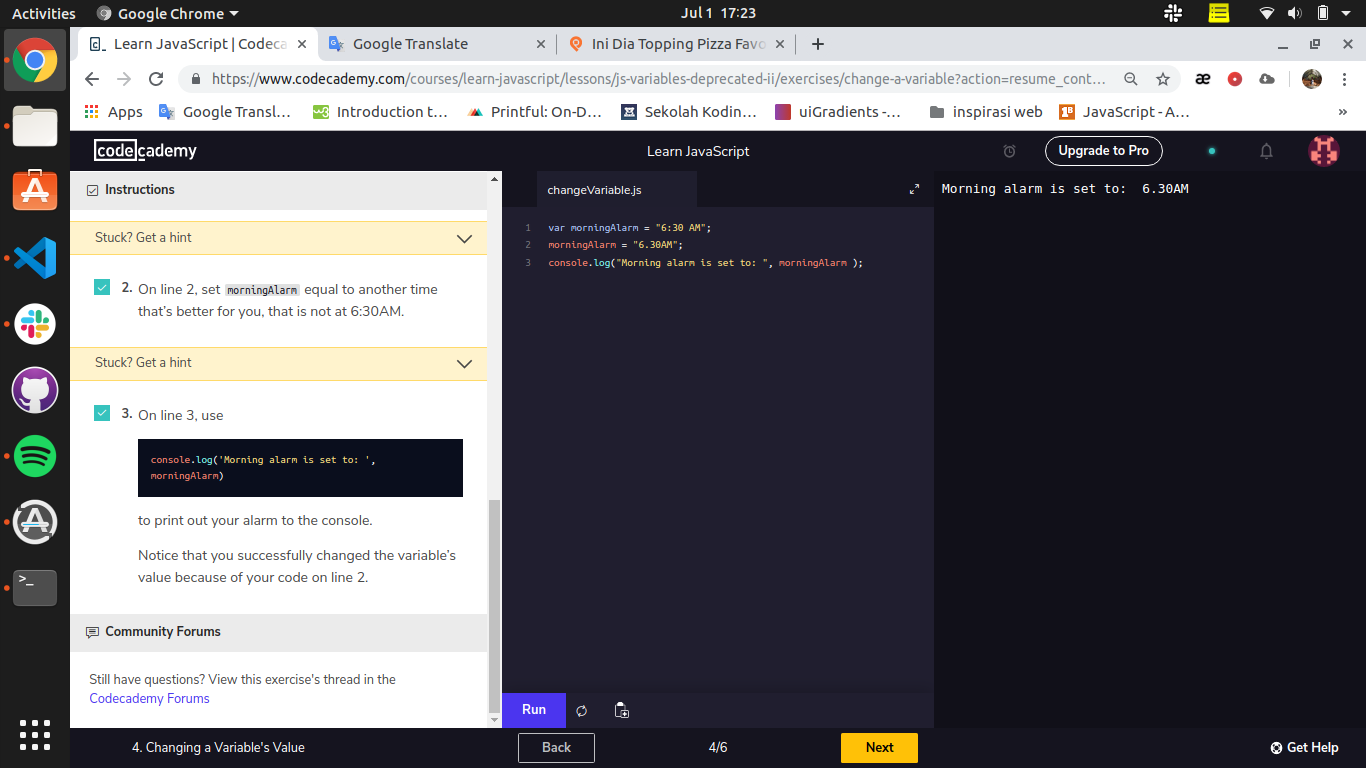 Activities
Google Chrome
Jul 1 17:23
Learn JavaScript | Codeca
Google Translate
Ini Dia Topping Pizza Favo
https://www.codecademy.com/courses/learn-javascript/lessons/js-variables-deprecated-ii/exercises/change-a-variable?action=resume_cont…
Apps
Google Transl…
Introduction t…
Printful: On-D…
Sekolah Kodin…
uiGradients -…
inspirasi web
JavaScript - A…
codecademy
Learn JavaScript
Upgrade to Pro
Instructions
Stuck? Get a hint
2. On line 2, set morningAlarm equal to another time
that's better for you, that is not at 6:30AM.
Stuck? Get a hint
3. On line 3, use
console.log('Morning alarm is set to: ',
morningAlarm)
to print out your alarm to the console.
Notice that you successfully changed the variable's
value because of your code on line 2.
Community Forums
Still have questions? View this exercise's thread in the
Codecademy Forums
changeVariable.js
1 var morningAlarm = "6:30 AM";
2 morningAlarm = "6.30AM";
3 console.log("Morning alarm is set to: ", morningAlarm );
Run
Morning alarm is set to:  6.30AM
4. Changing a Variable's Value
Back
4/6
Next
Get Help